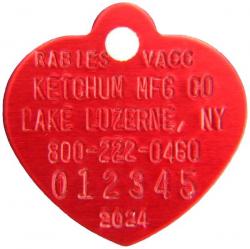 RABIES VACC
KETCHUM MFG CO
LAKE LUZERNE, NY
800-222-0460
012345
2024